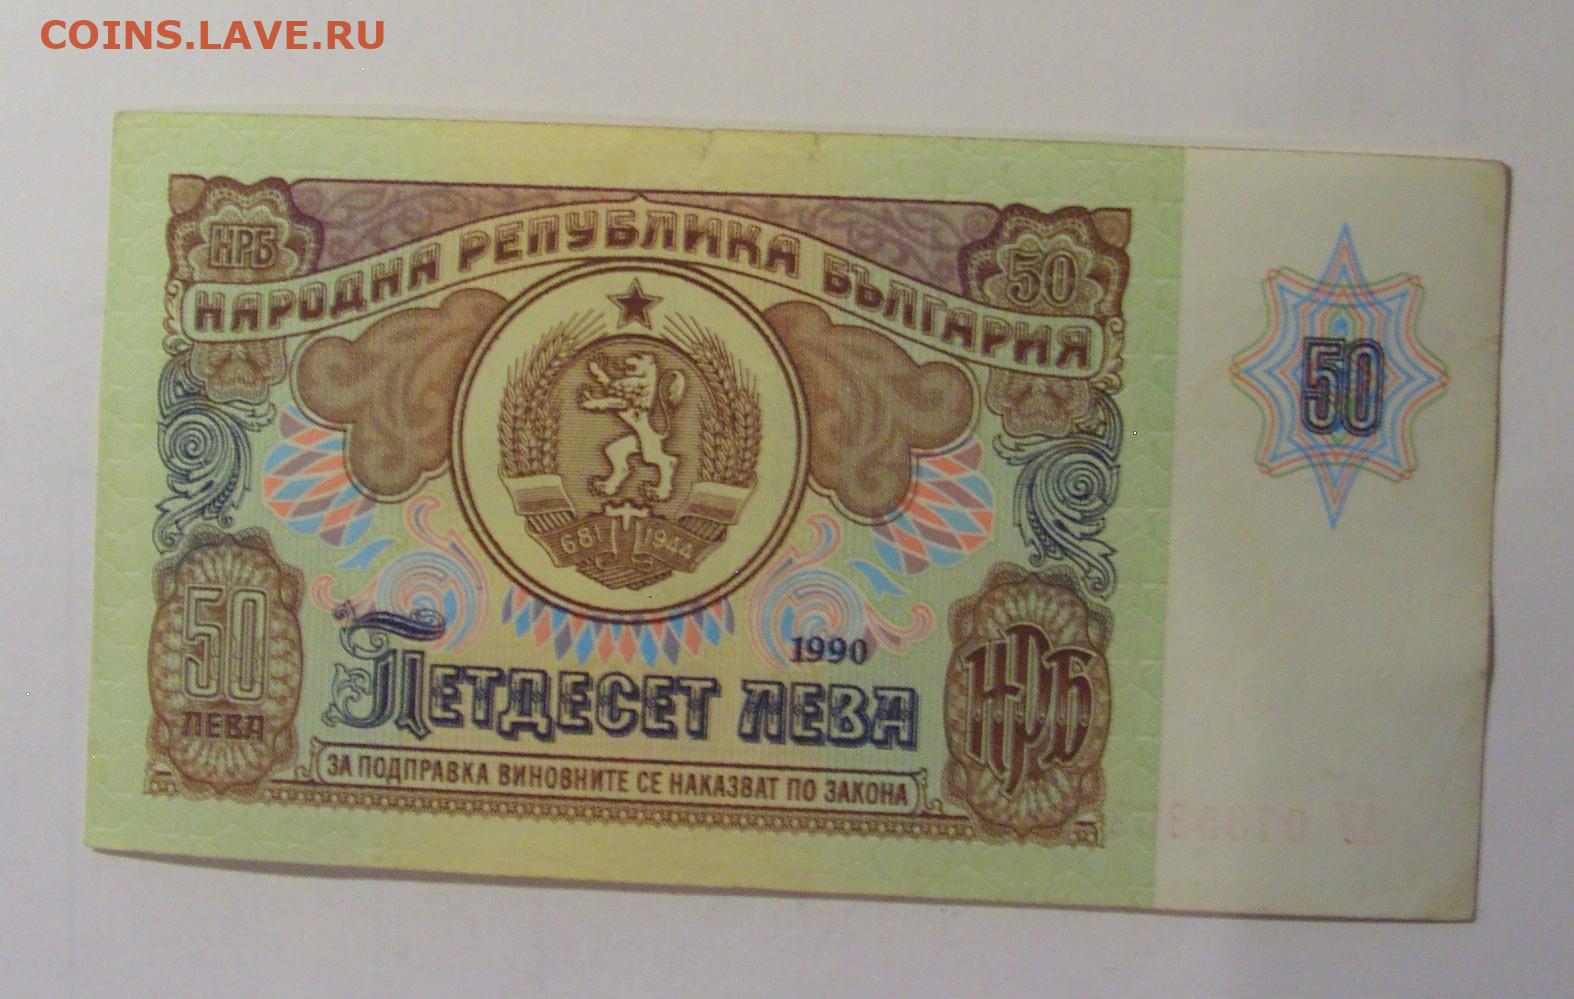 COINS.LAVE.RU
НРБ
50
НАРОДНА РЕПУБЛИКА БЪЛГАРИЯ
50
681 1944
1990
50
ЛЕВА
ПЕТДЕСЕТ ЛЕВА
НРБ
ЗА ПОДПРАВКА ВИНОВНИТЕ СЕ НАКАЗВАТ ПО ЗАКОНА